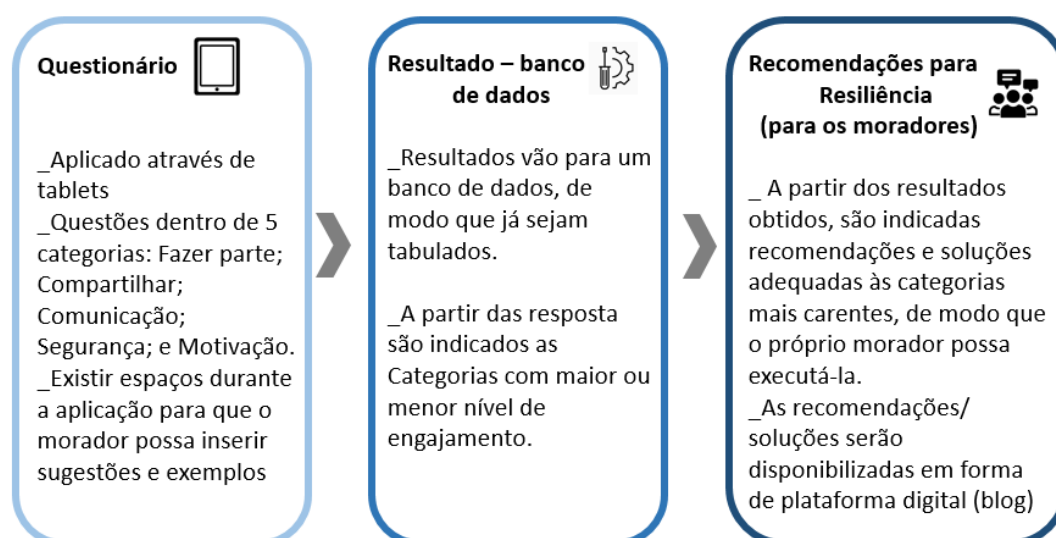 Questionário
_Aplicado através de
tablets
_Questões dentro de 5
categorias: Fazer parte;
Compartilhar;
Comunicação;
Segurança; e Motivação.
_Existir espaços durante
a aplicação para que o
morador possa inserir
sugestões e exemplos
Resultado – banco
de dados
_Resultados vão para um
banco de dados, de
modo que já sejam
tabulados.
_A partir das resposta
são indicados as
Categorias com maior ou
menor nível de
engajamento.
Recomendações para
Resiliência
(para os moradores)
_ A partir dos resultados
obtidos, são indicadas
recomendações e soluções
adequadas às categorias
mais carentes, de modo que
o próprio morador possa
executá-la.
_As recomendações/
soluções serão
disponibilizadas em forma
de plataforma digital (blog)